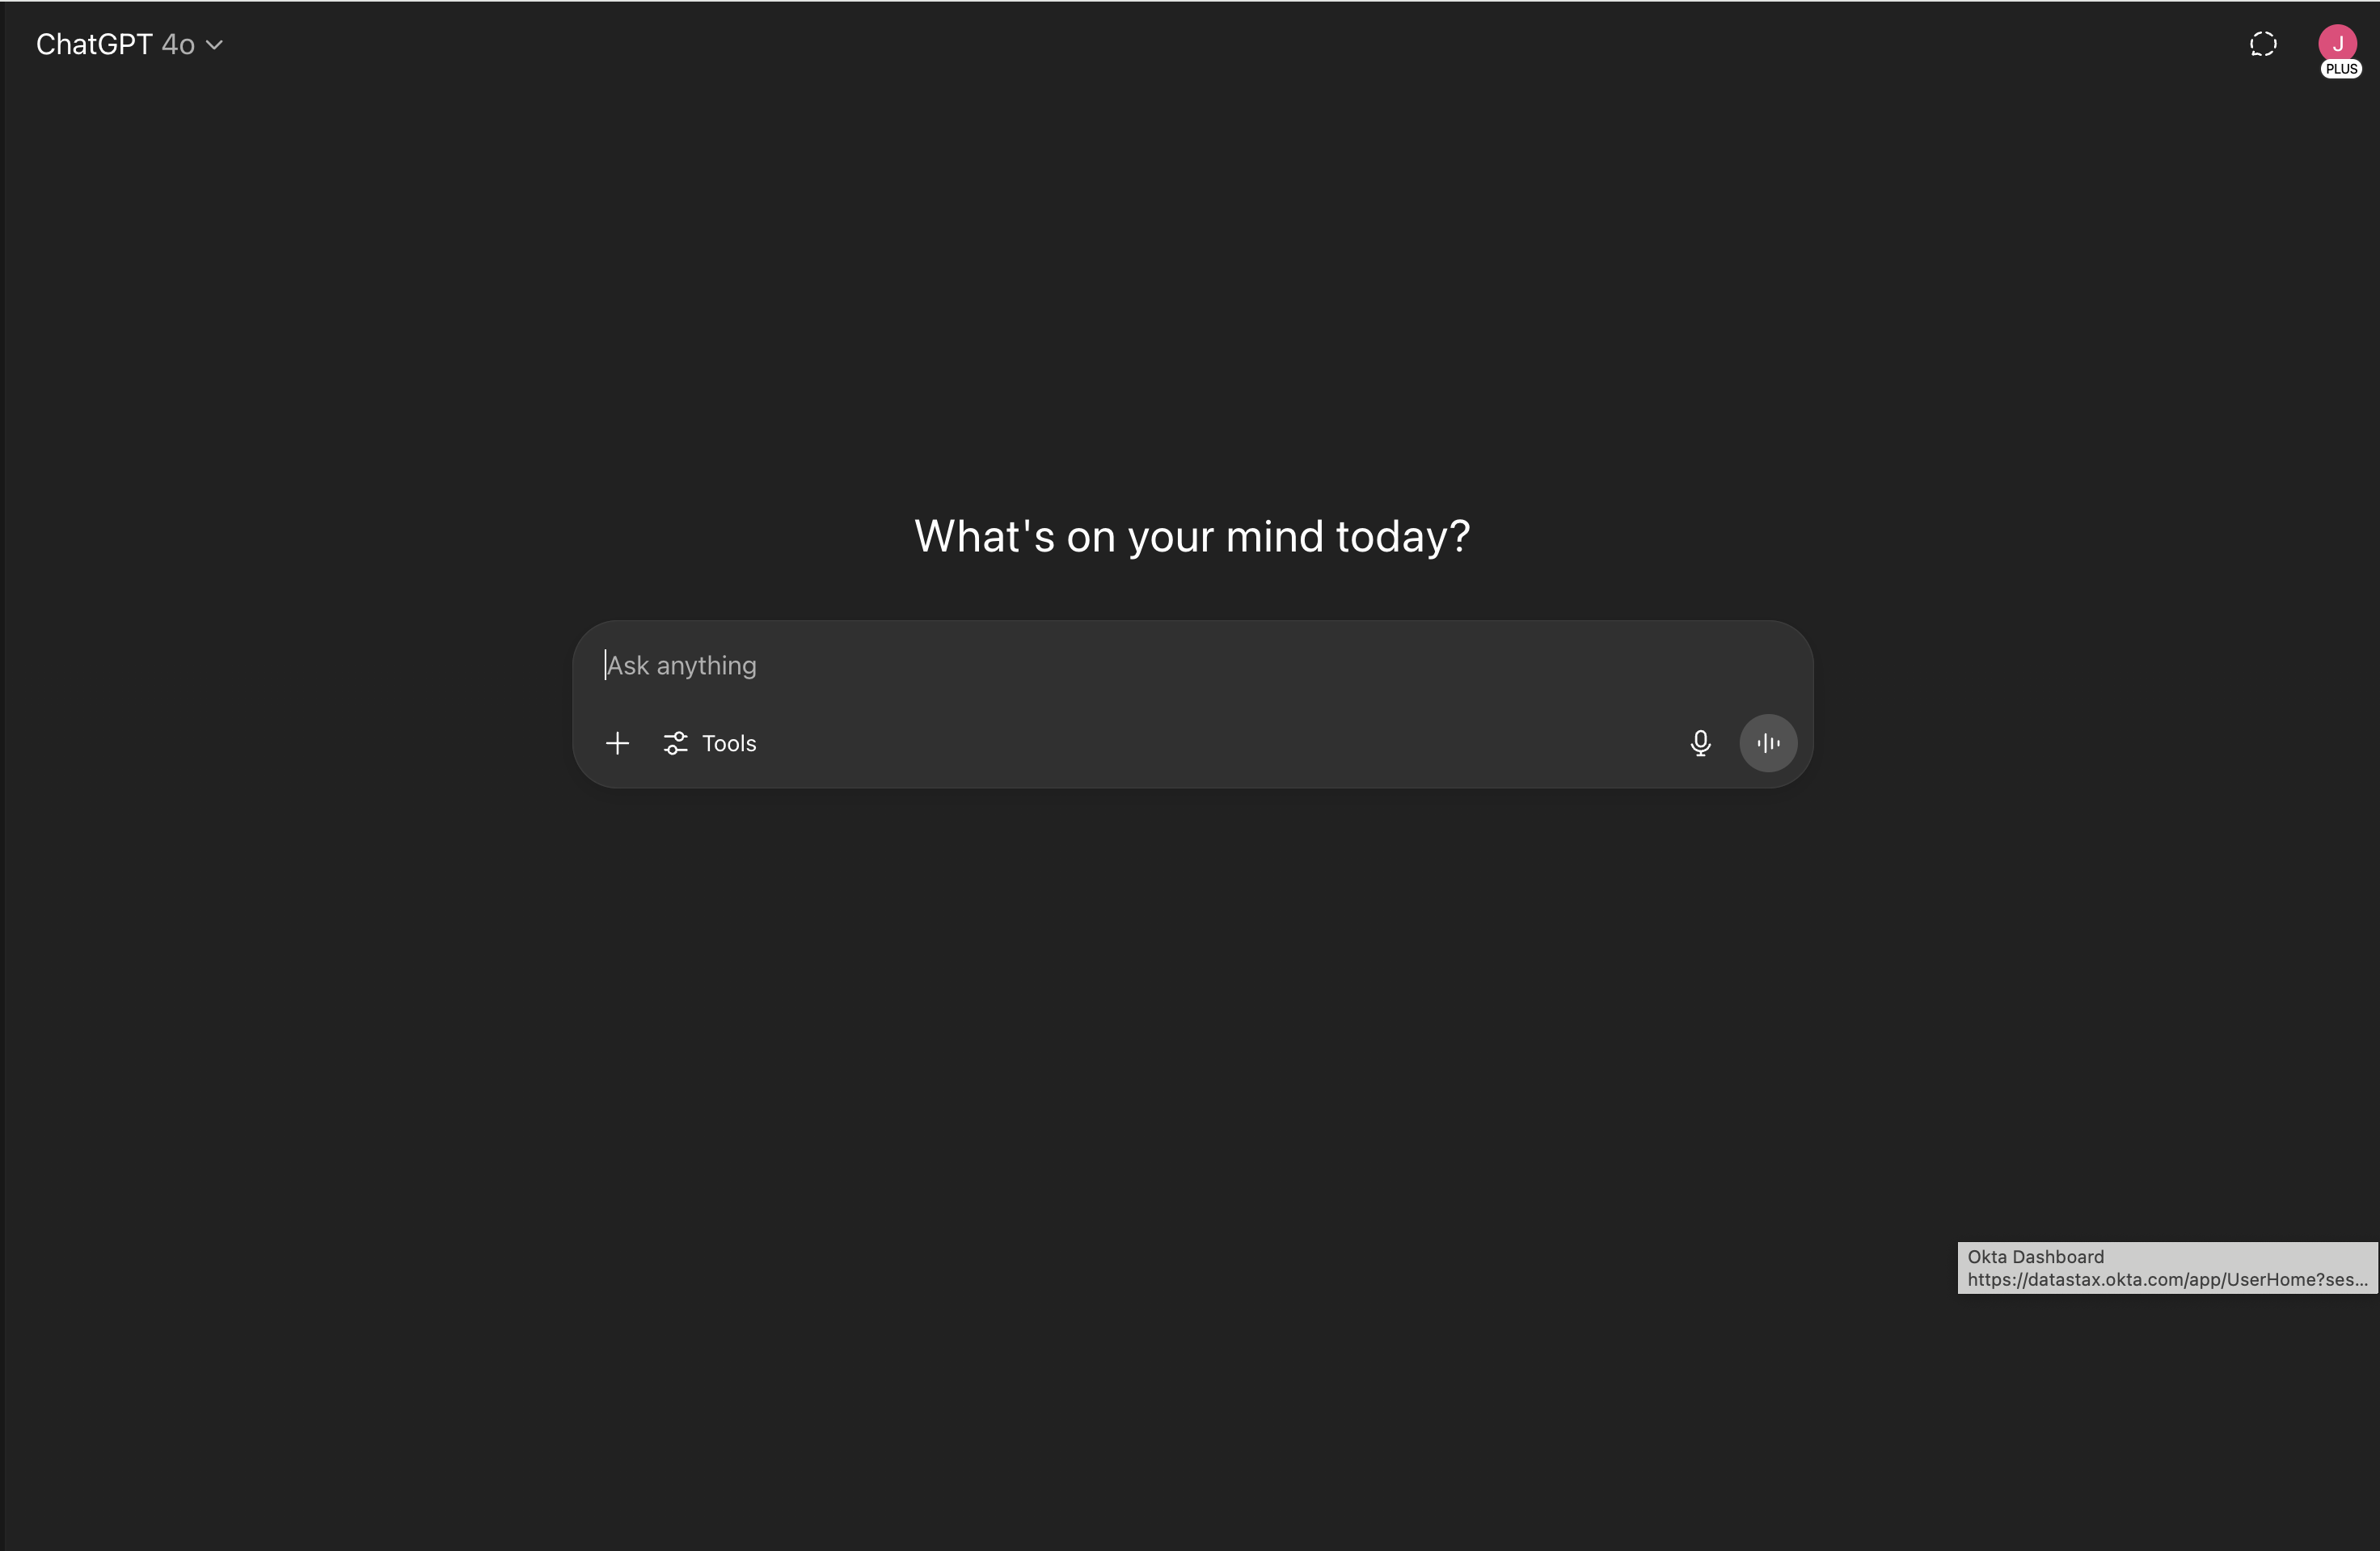 ChatGPT 4o
J
PLUS
What's on your mind today?
Ask anything
Tools
Okta Dashboard
https://datastax.okta.com/app/UserHome?ses...